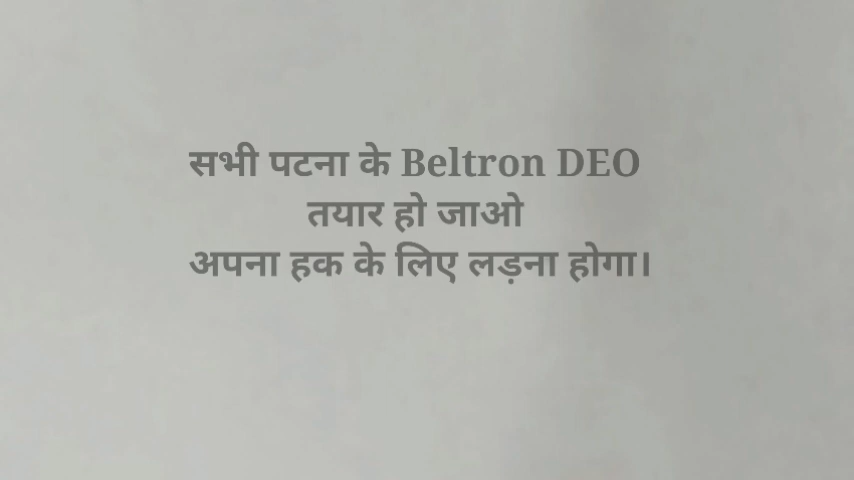 सभी पटना के Beltron DEO
तयार हो जाओ
अपना हक के लिए लड़ना होगा।